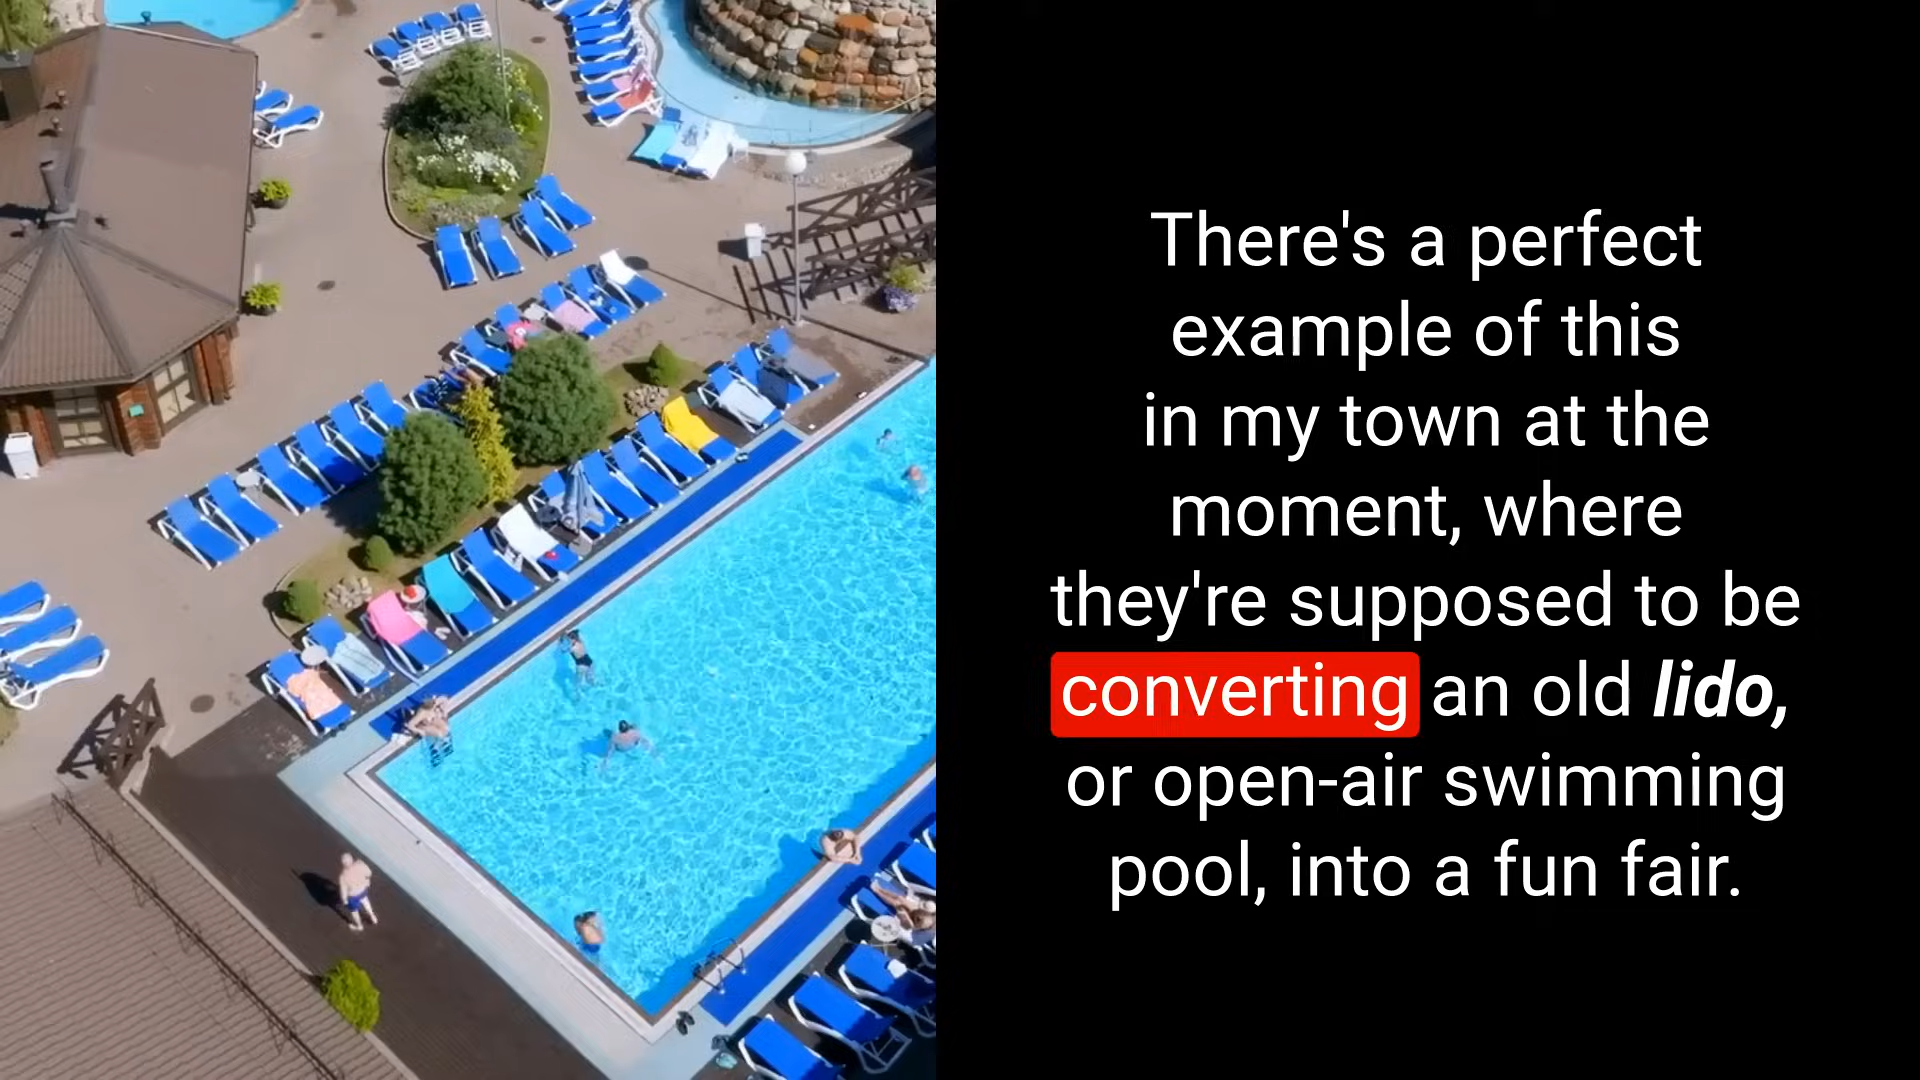 There's a perfect
example of this
in my town at the
moment, where
they're supposed to be
converting an old lido,
or open-air swimming
pool, into a fun fair.